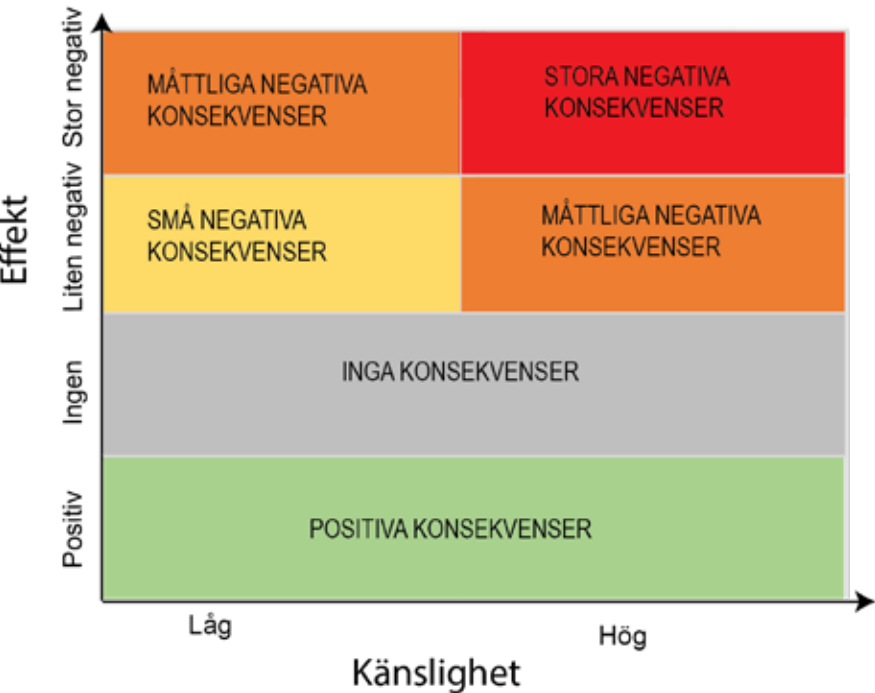 Effekt
Stor negativ
MÅTTLIGA NEGATIVA
KONSEKVENSER
STORA NEGATIVA
KONSEKVENSER
Liten negativ
SMÅ NEGATIVA
KONSEKVENSER
MÅTTLIGA NEGATIVA
KONSEKVENSER
Ingen
INGA KONSEKVENSER
Positiv
POSITIVA KONSEKVENSER
Låg
Hög
Känslighet